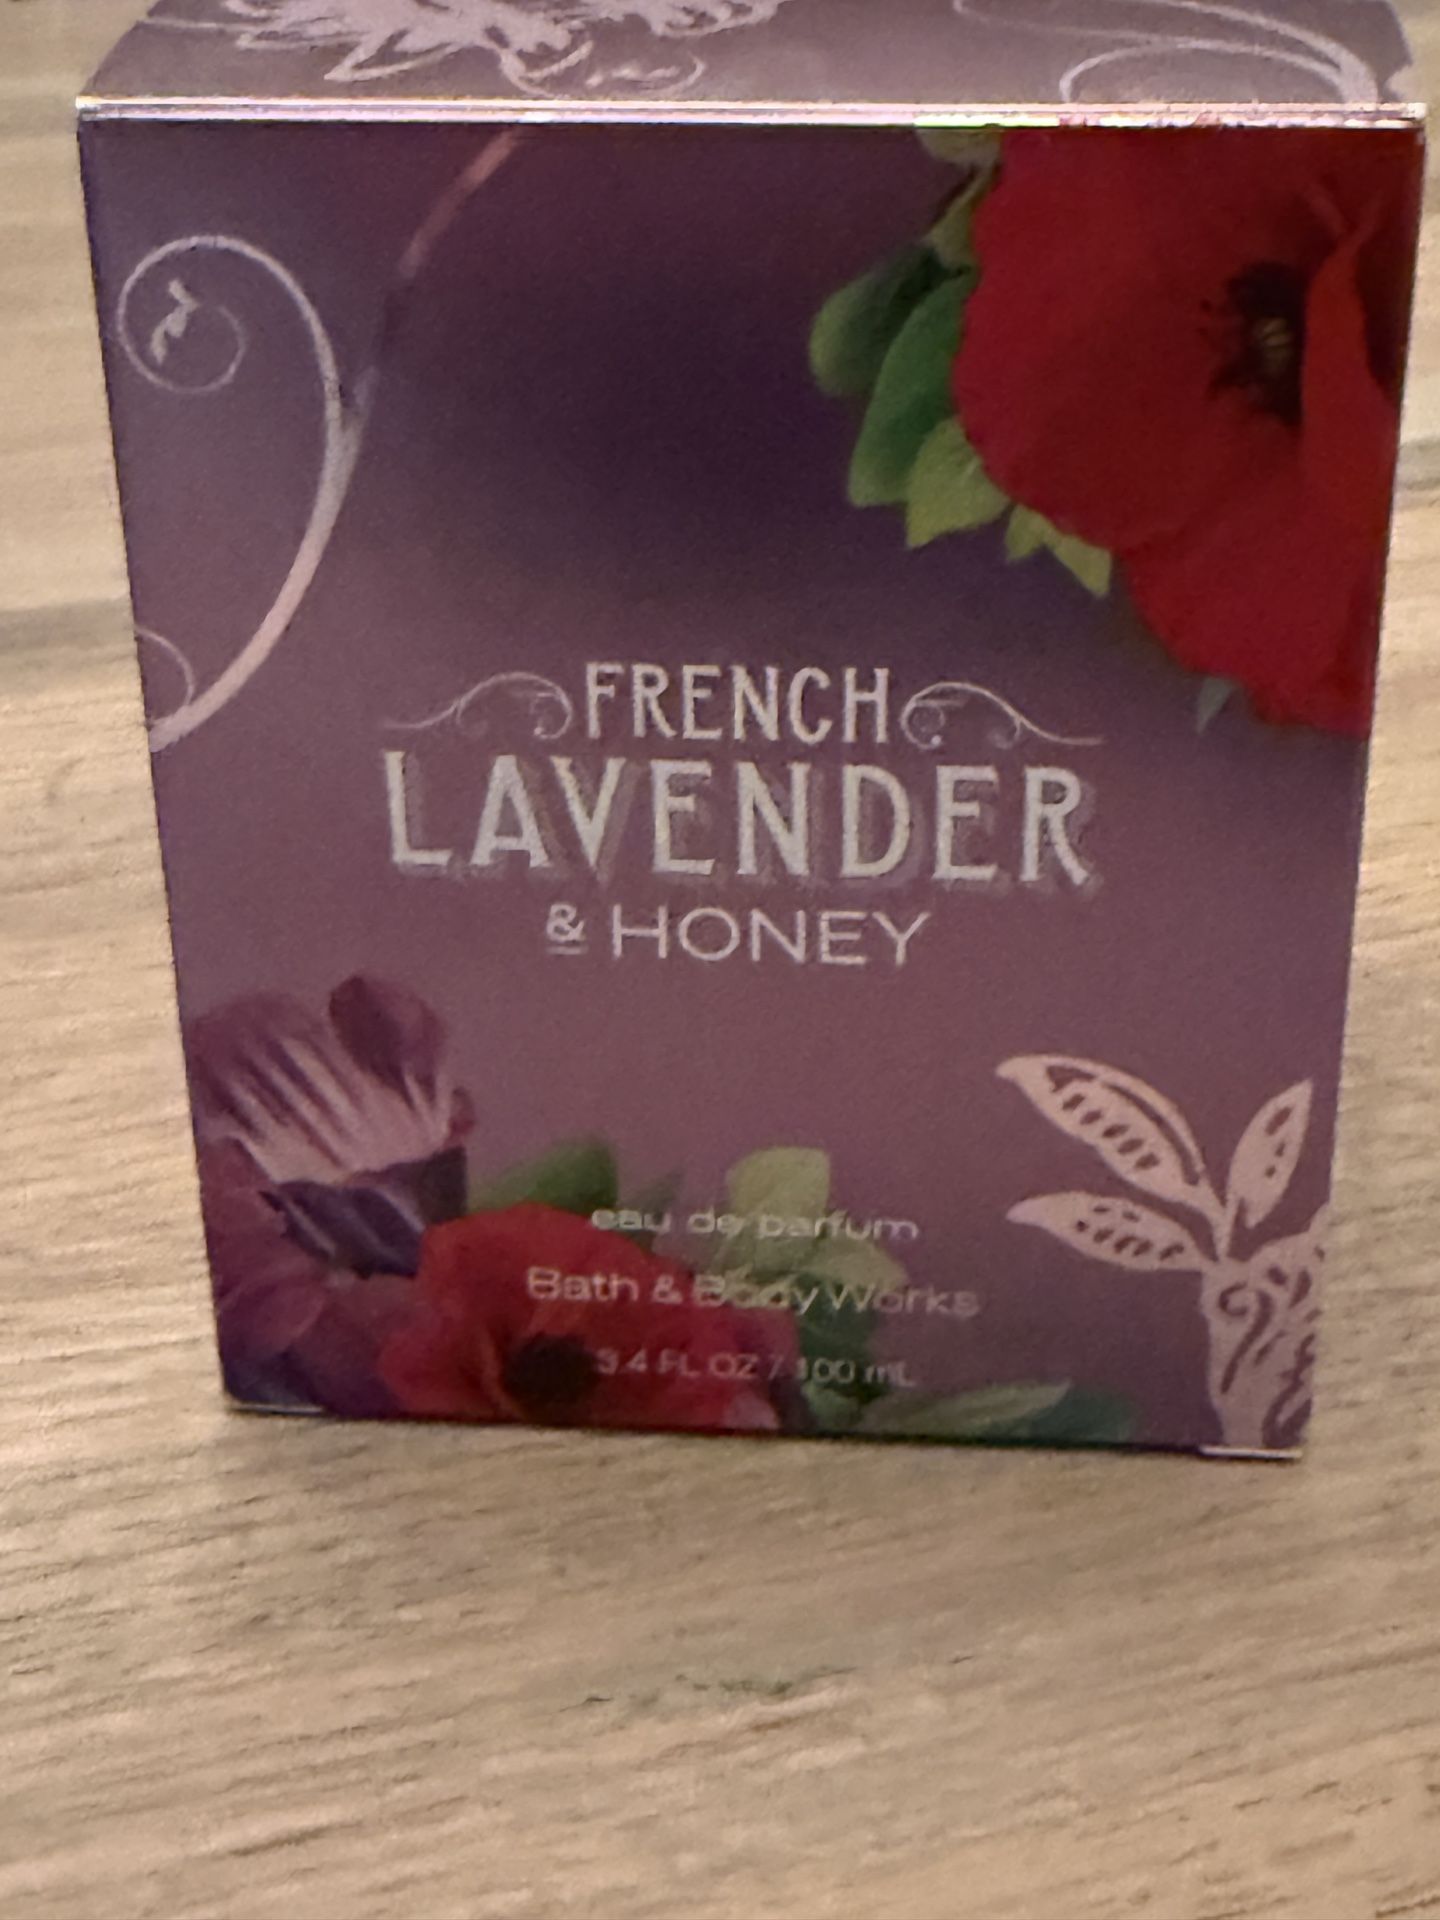 FRENCH
LAVENDER
& HONEY
eau de parfum
Bath & Body Works
3.4 FL OZ / 100 mL